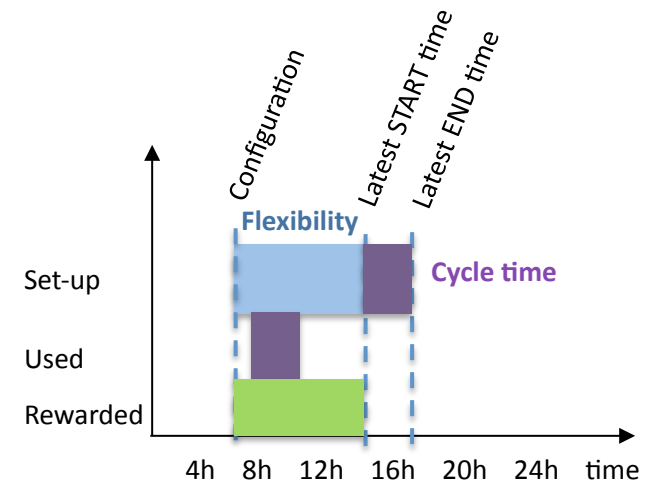 Configuration
Latest START time
Latest END time
Flexibility
Set-up
Cycle time
Used
Rewarded
4h 8h 12h 16h 20h 24h time